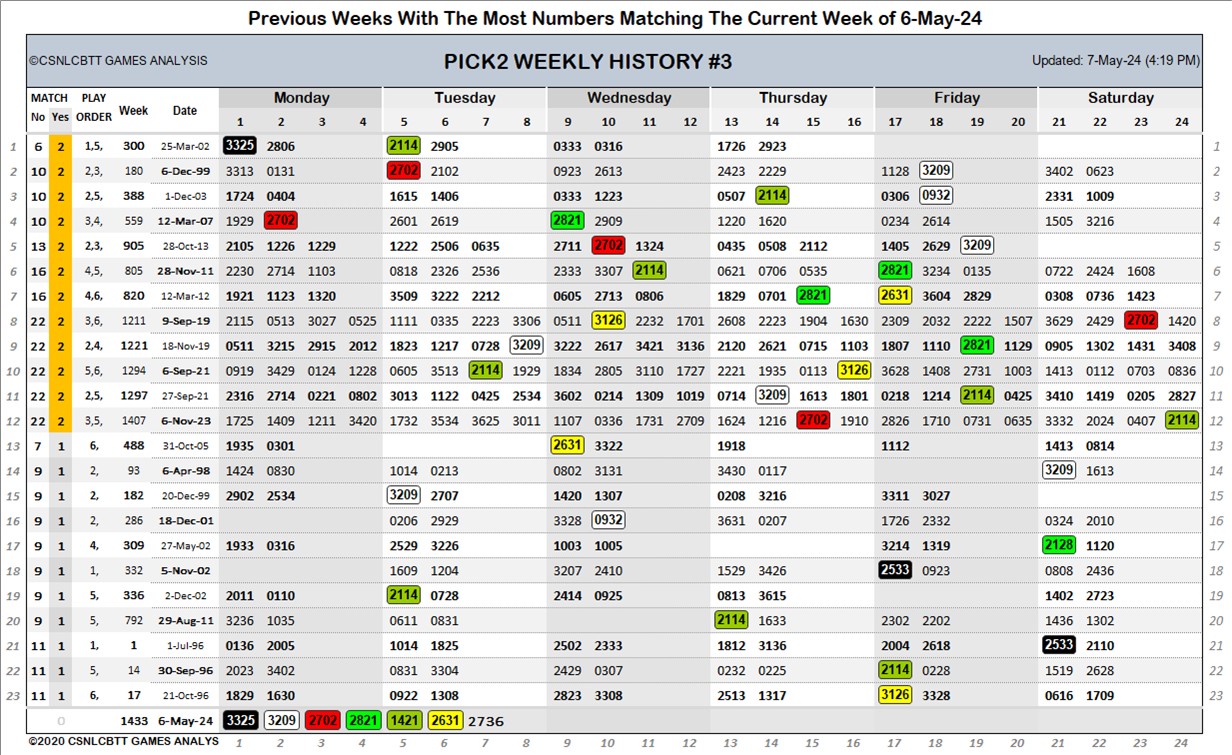 Previous Weeks With The Most Numbers Matching The Current Week of 6-May-24
©CSNLCBTT GAMES ANALYSIS PICK2 WEEKLY HISTORY #3 Updated: 7-May-24 (4:19 PM)
MATCH PLAY Week Date Monday Tuesday Wednesday Thursday Friday Saturday
No Yes ORDER 1 2 3 4 5 6 7 8 9 10 11 12 13 14 15 16 17 18 19 20 21 22 23 24
1 6 2 1,5, 300 25-Mar-02 3325 2806 2114 2905 0333 0316 1726 2923 1
2 10 2 2,3, 180 6-Dec-99 3313 0131 2702 2102 0923 2613 2423 2229 1128 3209 3402 0623 2
3 10 2 2,5, 388 1-Dec-03 1724 0404 1615 1406 0333 1223 0507 2114 0306 0932 2331 1009 3
4 10 2 3,4, 559 12-Mar-07 1929 2702 2601 2619 2821 2909 1220 1620 0234 2614 1505 3216 4
5 13 2 2,3, 905 28-Oct-13 2105 1226 1229 1222 2506 0635 2711 2702 1324 0435 0508 2112 1405 2629 3209 5
6 16 2 4,5, 805 28-Nov-11 2230 2714 1103 0818 2326 2536 2333 3307 2114 0621 0706 0535 2821 3234 0135 0722 2424 1608 6
7 16 2 4,6, 820 12-Mar-12 1921 1123 1320 3509 3222 2212 0605 2713 0806 1829 0701 2821 2631 3604 2829 0308 0736 1423 7
8 22 2 3,6, 1211 9-Sep-19 2115 0513 3027 0525 1111 0335 2223 3306 0511 3126 2232 1701 2608 2223 1904 1630 2309 2032 2222 1507 3629 2429 2702 1420 8
9 22 2 2,4, 1221 18-Nov-19 0511 3215 2915 2012 1823 1317 0728 3209 3222 2617 3421 3136 2120 2621 0715 1103 1807 1110 2821 1129 0905 1302 1431 3408 9
10 22 2 5,6, 1294 6-Sep-21 0919 3429 0124 1228 0605 3513 2114 1929 1834 2805 3110 1727 2221 1935 0113 3126 3628 1408 2731 1003 1413 0112 0703 0836 10
11 22 2 2,5, 1297 27-Sep-21 2316 2714 0221 0802 3013 1122 0425 2534 3602 0214 1309 1019 0714 3209 1613 1801 0218 1214 2114 0425 3410 1419 0205 2827 11
12 22 2 3,5, 1407 6-Nov-23 1725 1409 1211 3420 1732 3534 3625 3011 1107 0336 1731 2709 1624 1216 2702 1910 2826 1710 0731 0635 3332 2024 0407 2114 12
13 7 1 6, 488 31-Oct-05 1935 0301 2631 3322 1918 1112 1413 0814 13
14 9 1 2, 93 6-Apr-98 1424 0830 1014 0213 0802 3131 3430 0117 3209 1613 14
15 9 1 2, 182 20-Dec-99 2902 2534 3209 2707 1420 1307 0208 3216 3311 3027 15
16 9 1 2, 286 18-Dec-01 0206 2929 3328 0932 3631 0207 1726 2332 0324 2010 16
17 9 1 4, 309 27-May-02 1933 0316 2529 3226 1003 1005 3214 1319 2128 1120 17
18 9 1 1, 332 5-Nov-02 1609 1204 3207 2410 1529 3426 2533 0923 0808 2436 18
19 9 1 5, 336 2-Dec-02 2011 0110 2114 0728 2414 0925 0813 3615 1402 2723 19
20 9 1 5, 792 29-Aug-11 3236 1035 0611 0831 2114 1633 2302 2202 1436 1302 20
21 11 1 1, 1 1-Jul-96 0136 2005 1014 1825 2502 2333 1812 3136 2004 2618 2533 2110 21
22 11 1 5, 14 30-Sep-96 2023 3402 0831 3304 2429 0307 0232 0225 2114 0228 1519 2628 22
23 11 1 6, 17 21-Oct-96 1829 1630 0922 1308 2823 3308 2513 1317 3126 3328 0616 1709 23
0 1433 6-May-24 3325 3209 2702 2821 1421 2631 2736
©2020 CSNLCBTT GAMES ANALYS 1 2 3 4 5 6 7 8 9 10 11 12 13 14 15 16 17 18 19 20 21 22 23 24